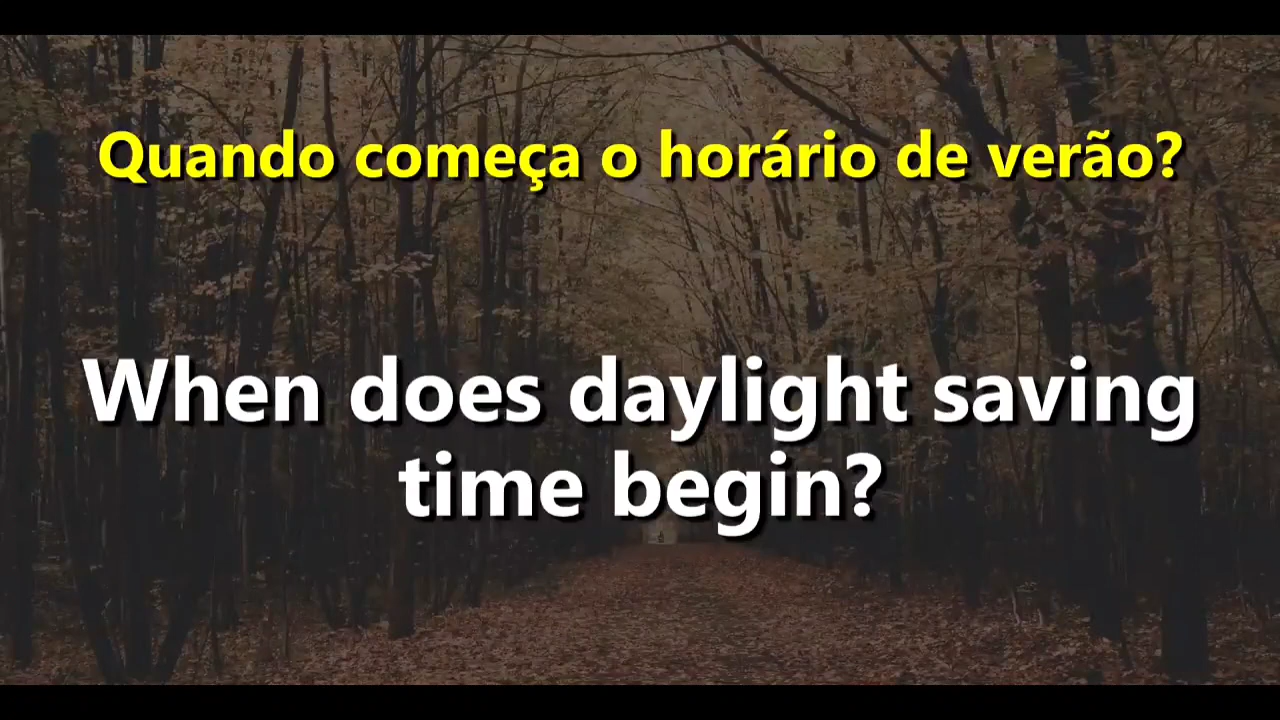 Quando começa o horário de verão?
When does daylight saving
time begin?